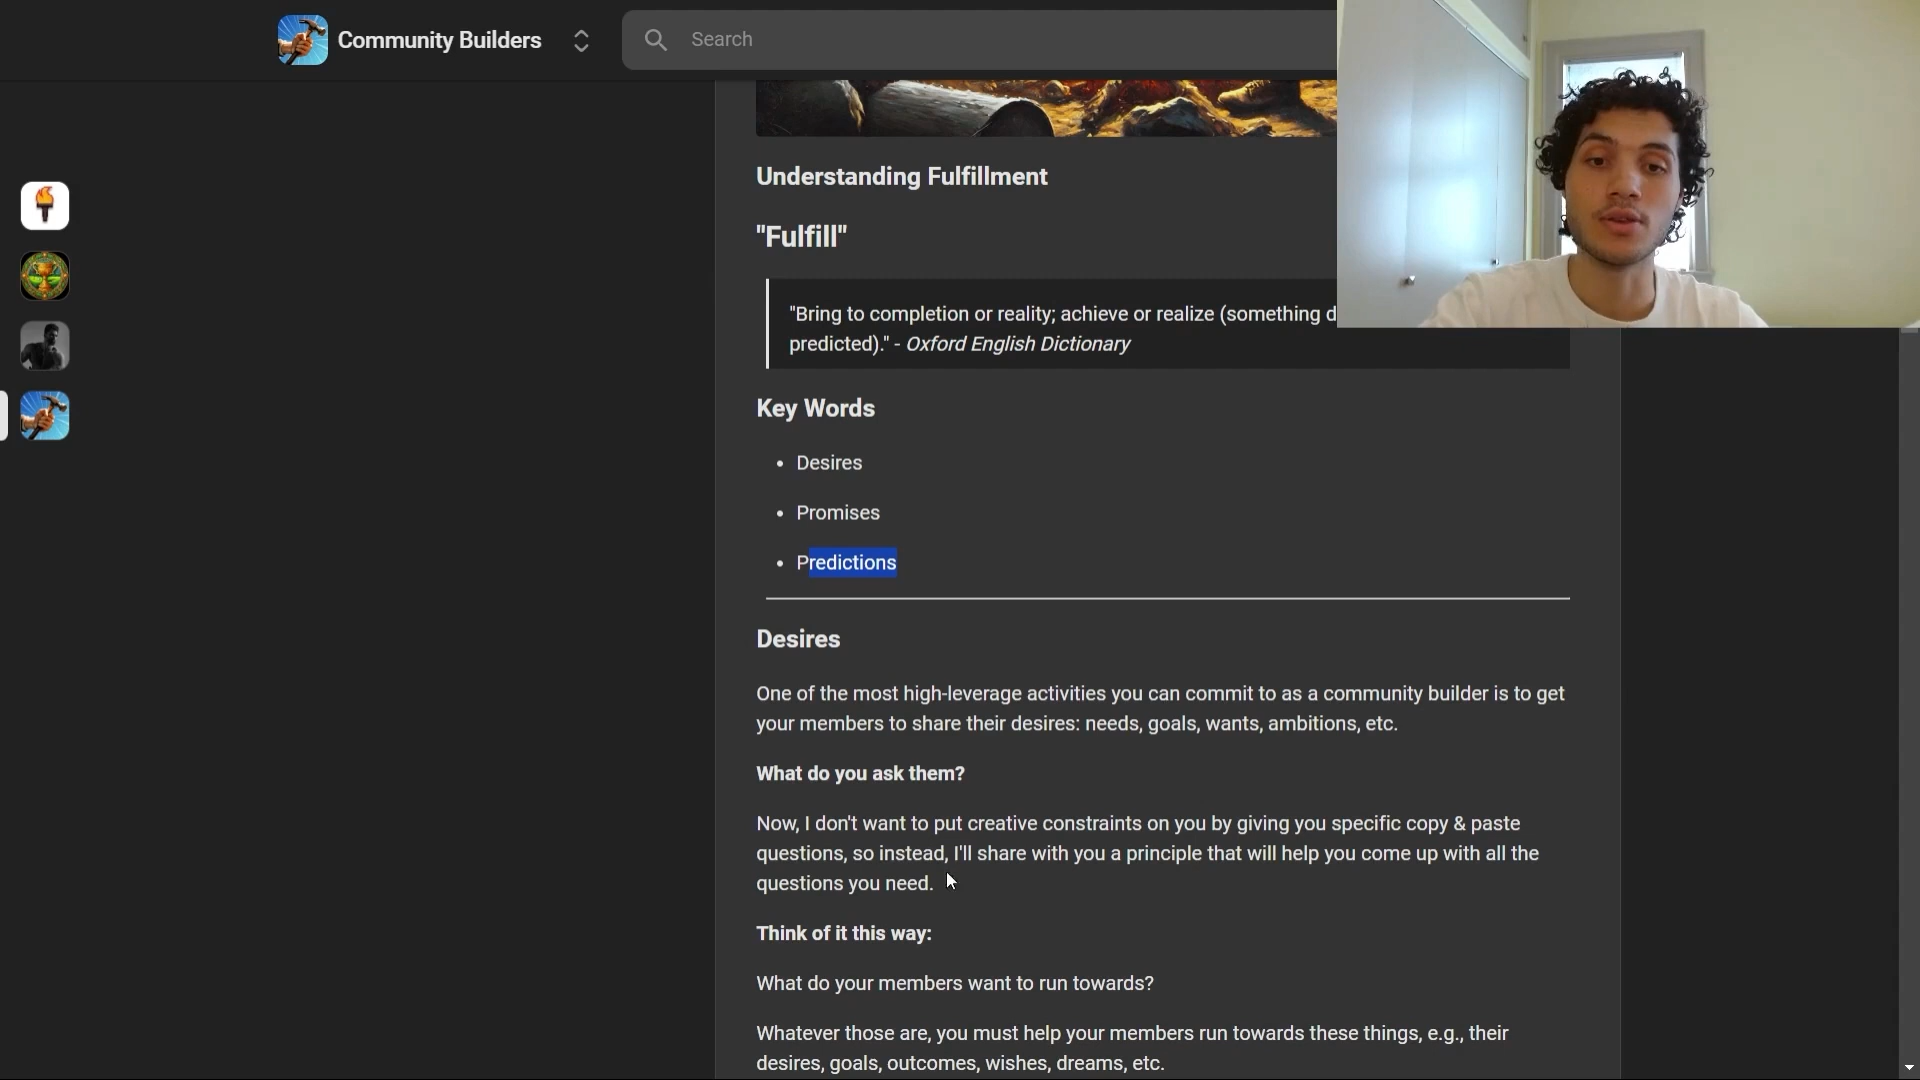 Community Builders
Search
Understanding Fulfillment
"Fulfill"
"Bring to completion or reality; achieve or realize (something
predicted)." - Oxford English Dictionary
Key Words
• Desires
• Promises
• Predictions
Desires
One of the most high-leverage activities you can commit to as a community builder is to get
your members to share their desires: needs, goals, wants, ambitions, etc.
What do you ask them?
Now, I don't want to put creative constraints on you by giving you specific copy & paste
questions, so instead, I'll share with you a principle that will help you come up with all the
questions you need.
Think of it this way:
What do your members want to run towards?
Whatever those are, you must help your members run towards these things, e.g., their
desires, goals, outcomes, wishes, dreams, etc.